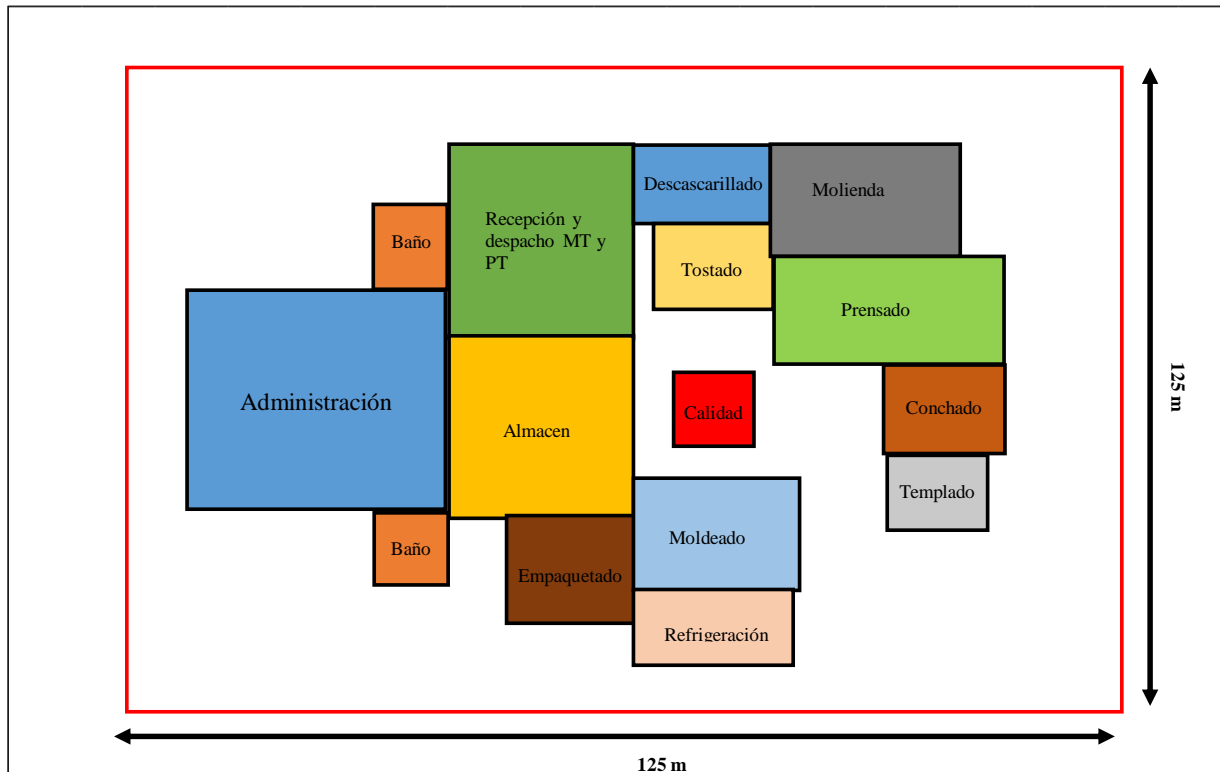 Descascarillado
Molienda
Recepción y
despacho MT y
PT
Baño
Tostado
Prensado
Administración
Almacen
Calidad
Conchado
Templado
Moldeado
Baño
Empaquetado
Refrigeración
125 m
125 m